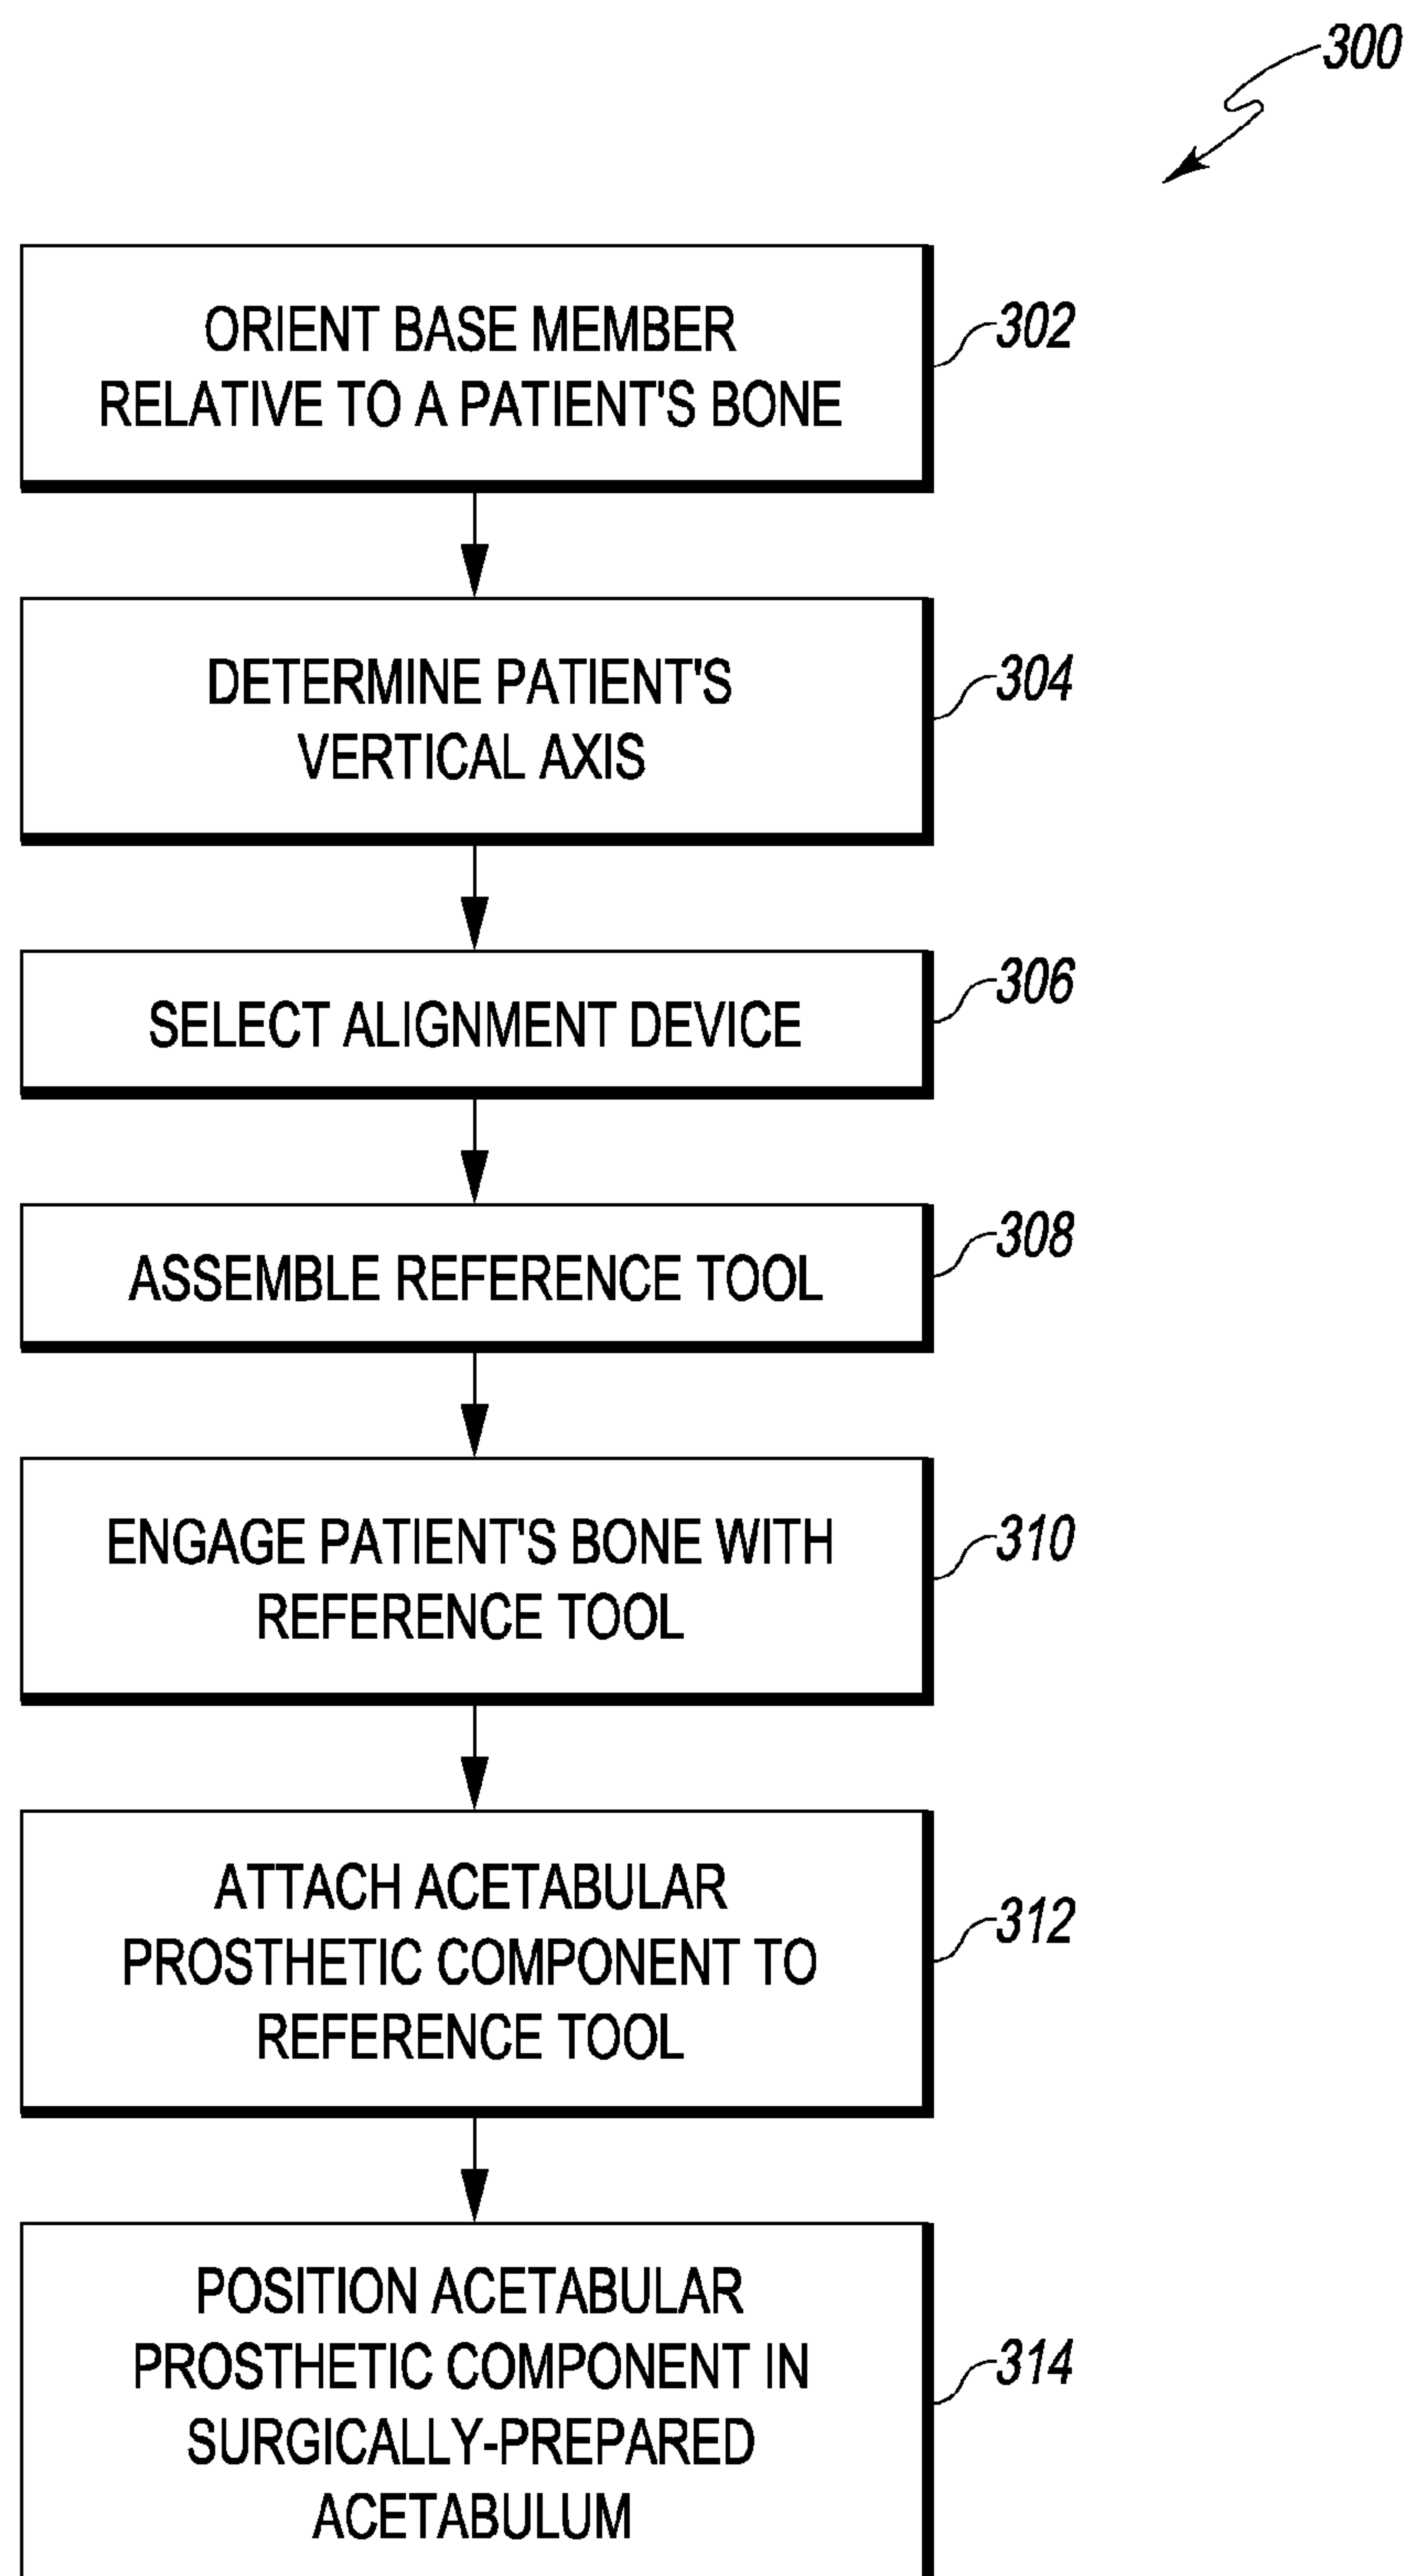 300
ORIENT BASE MEMBER
RELATIVE TO A PATIENT'S BONE
302
DETERMINE PATIENT'S
VERTICAL AXIS
304
SELECT ALIGNMENT DEVICE
306
ASSEMBLE REFERENCE TOOL
308
ENGAGE PATIENT'S BONE WITH
REFERENCE TOOL
310
ATTACH ACETABULAR
PROSTHETIC COMPONENT TO
REFERENCE TOOL
312
POSITION ACETABULAR
PROSTHETIC COMPONENT IN
SURGICALLY-PREPARED
ACETABULUM
314